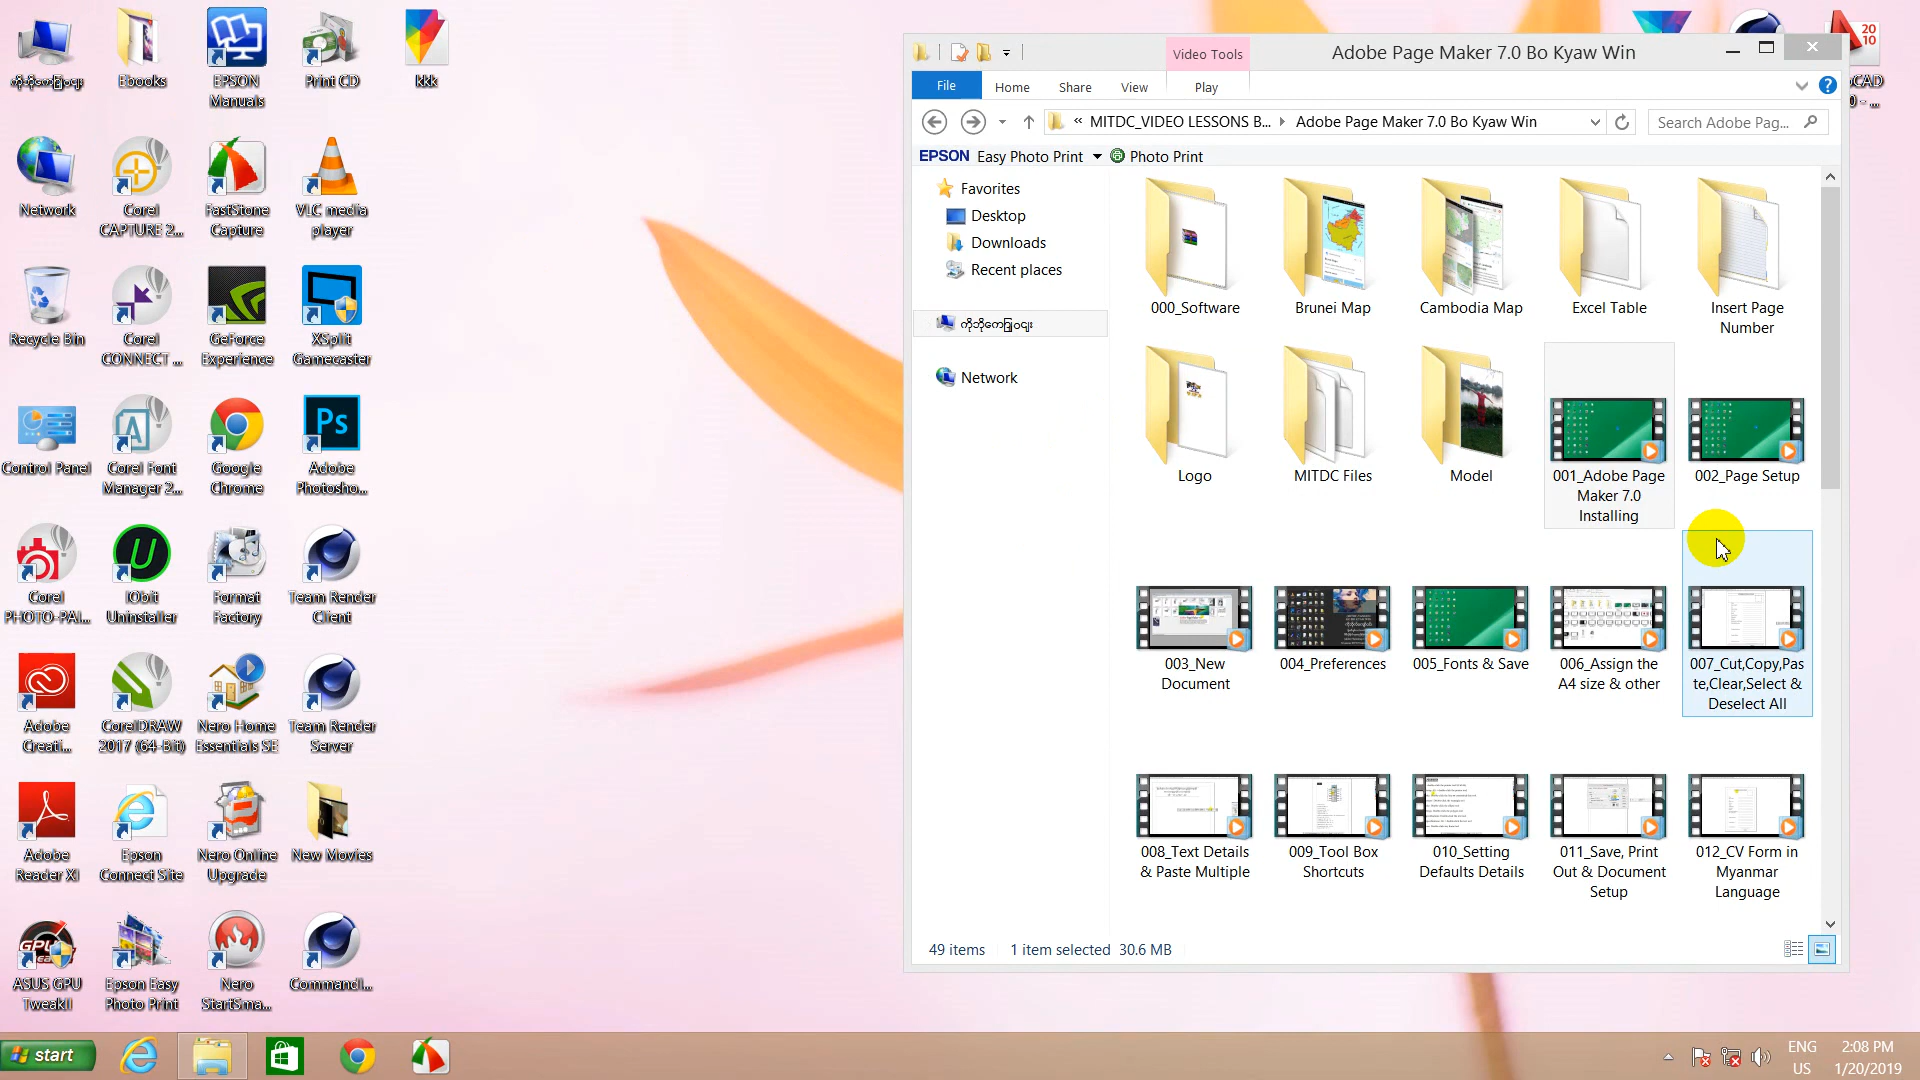 Ebooks
EPSON
Manuals
Print CD
kkk
Network
Corel
CAPTURE 2...
FastStone
Capture
VLC media
player
Recycle Bin
Corel
CONNECT ...
GeForce
Experience
XSplit
Gamecaster
Control Panel
Corel Font
Manager 2...
Google
Chrome
Ps
Adobe
Photosho...
Corel
PHOTO-PAI...
IObit
Uninstaller
Format
Factory
Team Render
Client
Adobe
Creati...
CorelDRAW
2017 (64-Bit)
Nero Home
Essentials SE
Team Render
Server
Adobe
Reader XI
Epson
Connect Site
Nero Online
Upgrade
New Movies
GPU
ASUS GPU
TweakII
Epson Easy
Photo Print
Nero
StartSma...
Commandl...
20
10
Video Tools
Adobe Page Maker 7.0 Bo Kyaw Win
File
Home
Share
View
Play
« MITDC_VIDEO LESSONS B... Adobe Page Maker 7.0 Bo Kyaw Win
Search Adobe Pag...
EPSON Easy Photo Print Photo Print
Favorites
Desktop
Downloads
Recent places
Network
000_Software
Brunei Map
Cambodia Map
Excel Table
Insert Page
Number
Logo
MITDC Files
Model
001_Adobe Page
Maker 7.0
Installing
002_Page Setup
003_New
Document
004_Preferences
005_Fonts & Save
006_Assign the
A4 size & other
007_Cut,Copy,Pas
te,Clear,Select &
Deselect All
008_Text Details
& Paste Multiple
009_Tool Box
Shortcuts
010_Setting
Defaults Details
011_Save, Print
Out & Document
Setup
012_CV Form in
Myanmar
Language
49 items
1 item selected 30.6 MB
start
ENG
US
2:08 PM
1/20/2019